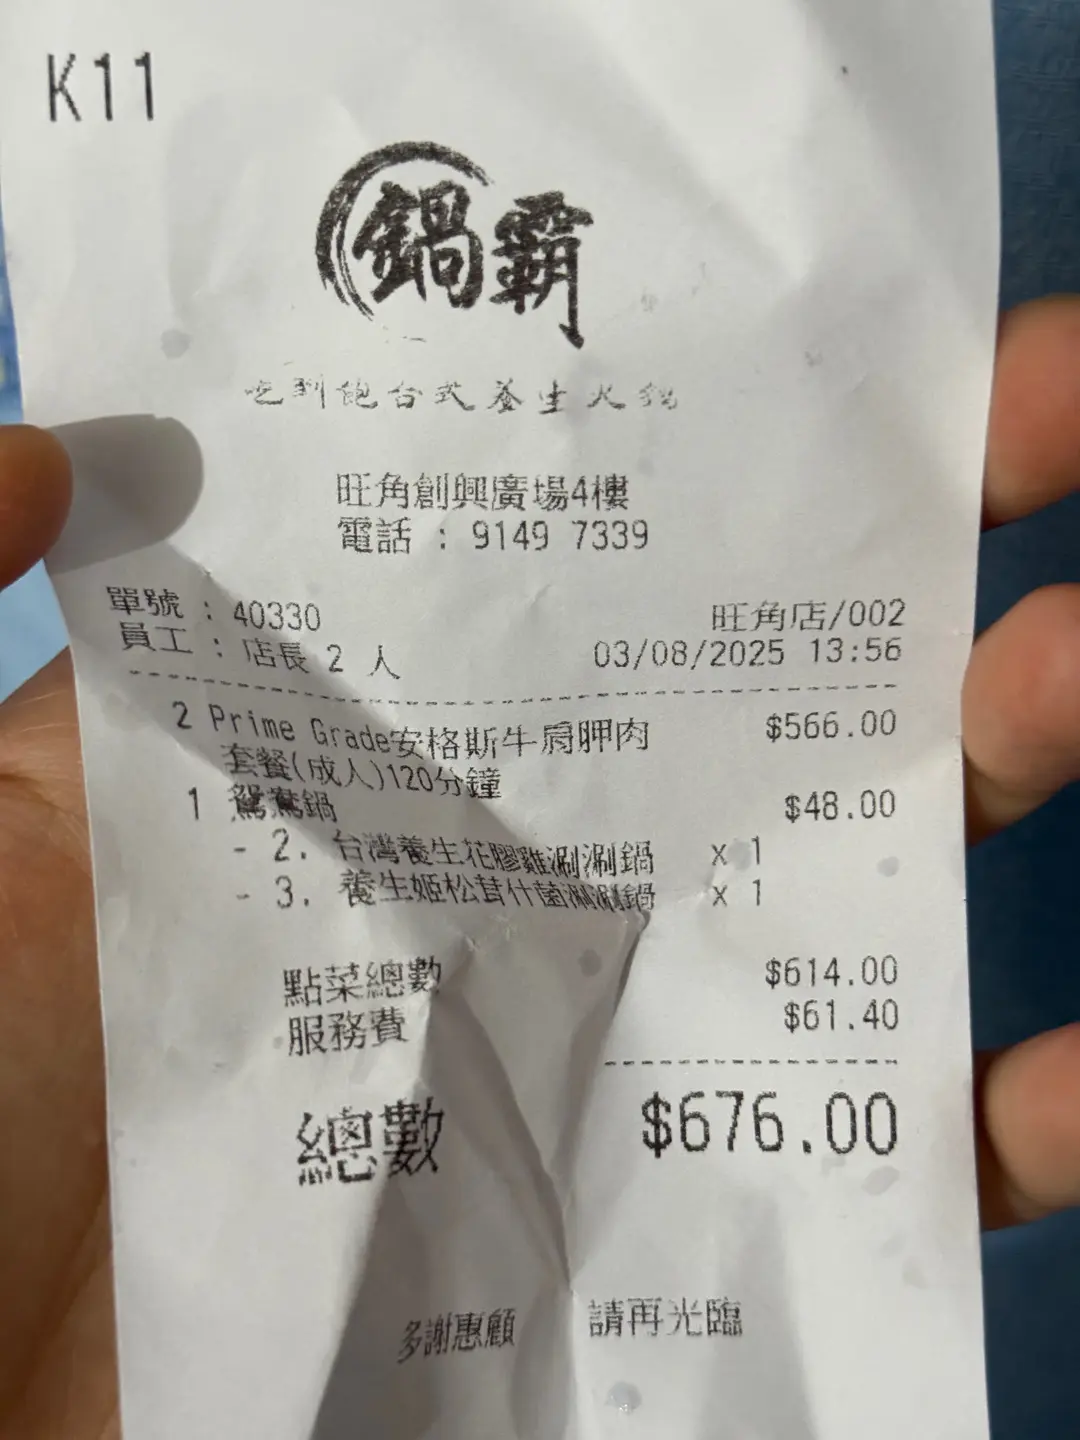 K11
鍋霸
吃到飽台式養生火鍋
旺角創興廣場4樓
電話 : 9149 7339
單號 : 40330 旺角店/002
員工 : 店長 2 人 03/08/2025 13:56
2 Prime Grade安格斯牛肩胛肉 $566.00
套餐(成人)120分鐘
1 鴛鴦鍋 $48.00
- 2. 台灣養生花膠雞涮涮鍋 x 1
- 3. 養生姬松茸什菌涮涮鍋 x 1
點菜總數 $614.00
服務費 $61.40
總數 $676.00
多謝惠顧 請再光臨